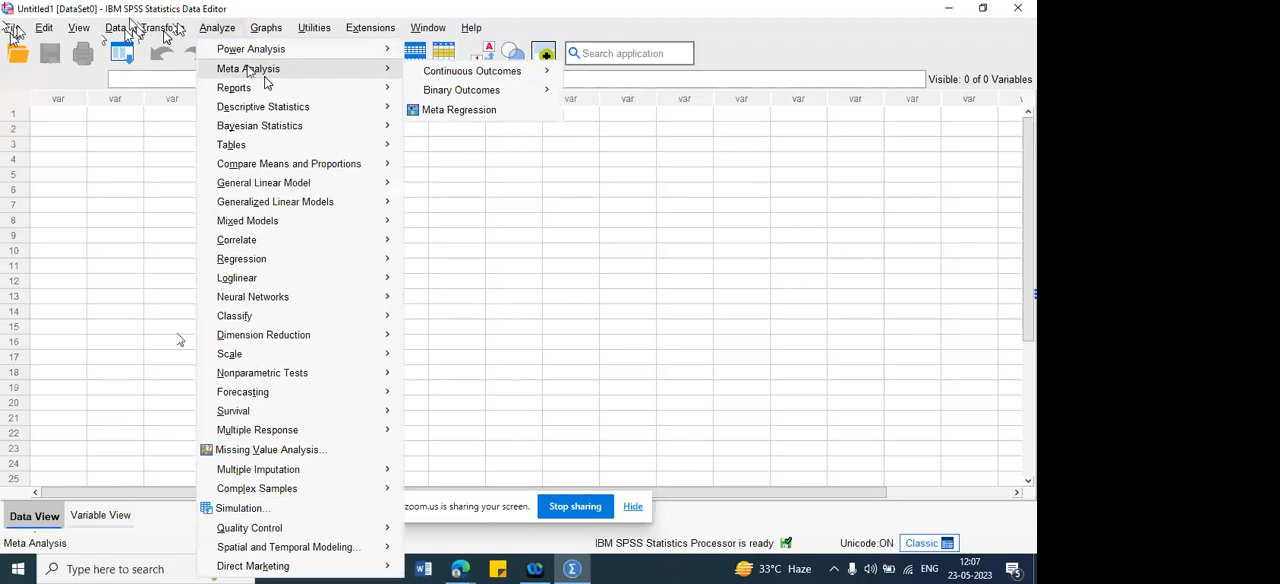 Untitled1 [DataSet0] - IBM SPSS Statistics Data Editor
Edit View Data Transform Analyze Graphs Utilities Extensions Window Help
Search application
Visible: 0 of 0 Variables
var var var var var var var var var var var
1
2
3
4
5
6
7
8
9
10
11
12
13
14
15
16
17
18
19
20
21
22
23
24
25
Power Analysis
Meta Analysis
Reports
Descriptive Statistics
Bayesian Statistics
Tables
Compare Means and Proportions
General Linear Model
Generalized Linear Models
Mixed Models
Correlate
Regression
Loglinear
Neural Networks
Classify
Dimension Reduction
Scale
Nonparametric Tests
Forecasting
Survival
Multiple Response
Missing Value Analysis...
Multiple Imputation
Complex Samples
Simulation...
Quality Control
Spatial and Temporal Modeling...
Direct Marketing
Continuous Outcomes
Binary Outcomes
Meta Regression
zoom.us is sharing your screen. Stop sharing Hide
Data View Variable View
Meta Analysis
IBM SPSS Statistics Processor is ready
Unicode:ON Classic
Type here to search
33°C Haze
ENG
12:07
23-05-2023
5